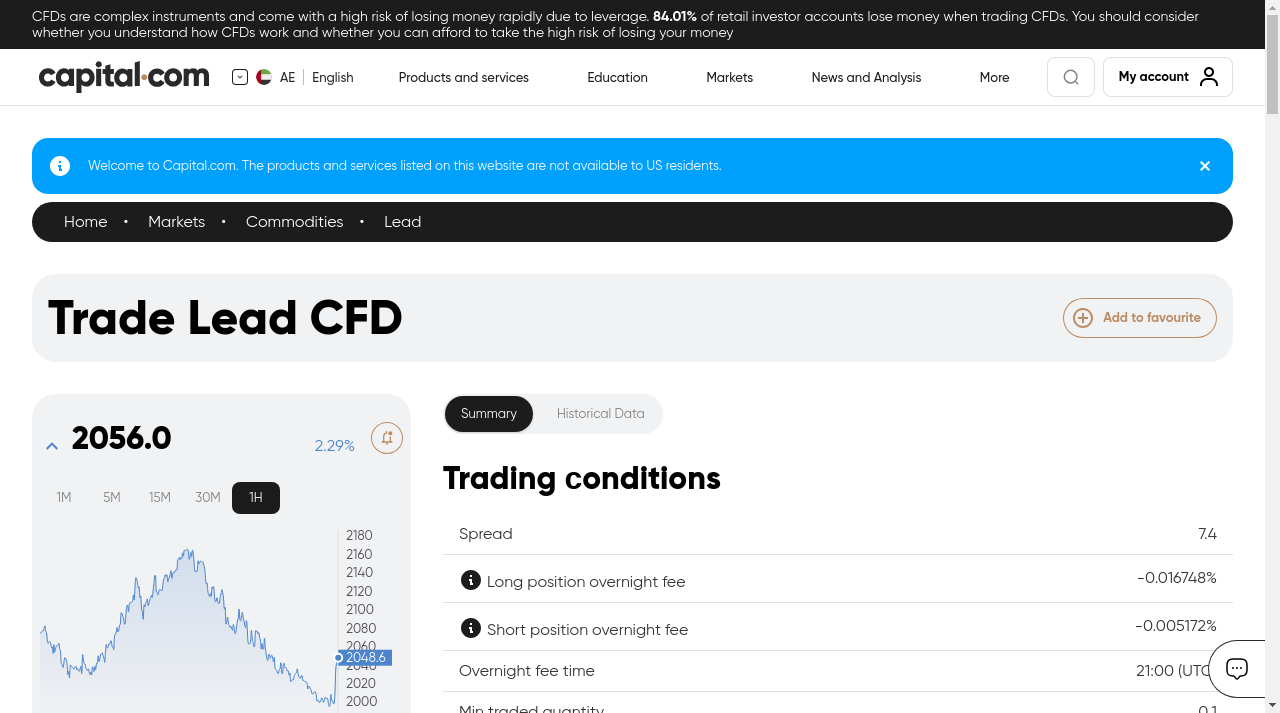 CFDs are complex instruments and come with a high risk of losing money rapidly due to leverage. 84.01% of retail investor accounts lose money when trading CFDs. You should consider
whether you understand how CFDs work and whether you can afford to take the high risk of losing your money
capital.com AE English Products and services Education Markets News and Analysis More My account
Welcome to Capital.com. The products and services listed on this website are not available to US residents.
Home • Markets • Commodities • Lead
Trade Lead CFD
Add to favourite
2056.0
2.29%
1M 5M 15M 30M 1H
2180
2160
2140
2120
2100
2080
2060
2048.6
2040
2020
2000
Summary Historical Data
Trading conditions
Spread 7.4
Long position overnight fee -0.016748%
Short position overnight fee -0.005172%
Overnight fee time 21:00 (UTC
Min traded quantity 0.1